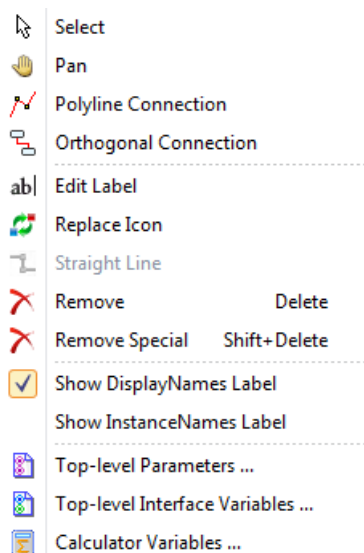 Select
Pan
Polyline Connection
Orthogonal Connection
ab| Edit Label
Replace Icon
Straight Line
Remove Delete
Remove Special Shift+Delete
Show DisplayNames Label
Show InstanceNames Label
Top-level Parameters ...
Top-level Interface Variables ...
Calculator Variables ...